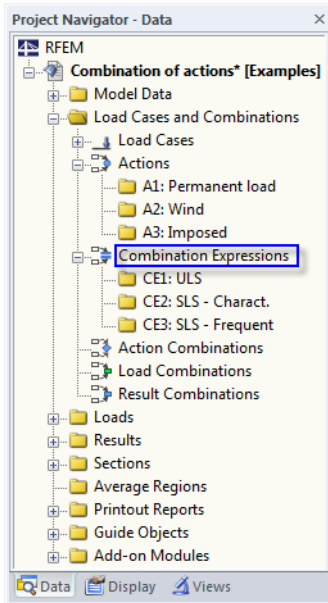 Project Navigator - Data
RFEM
Combination of actions* [Examples]
Model Data
Load Cases and Combinations
Load Cases
Actions
A1: Permanent load
A2: Wind
A3: Imposed
Combination Expressions
CE1: ULS
CE2: SLS - Charact.
CE3: SLS - Frequent
Action Combinations
Load Combinations
Result Combinations
Loads
Results
Sections
Average Regions
Printout Reports
Guide Objects
Add-on Modules
Data Display Views